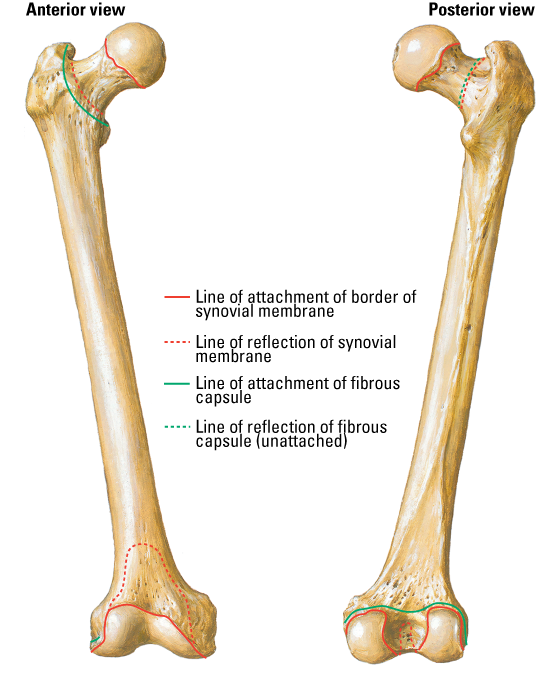 Anterior view
Posterior view
Line of attachment of border of
synovial membrane
Line of reflection of synovial
membrane
Line of attachment of fibrous
capsule
Line of reflection of fibrous
capsule (unattached)